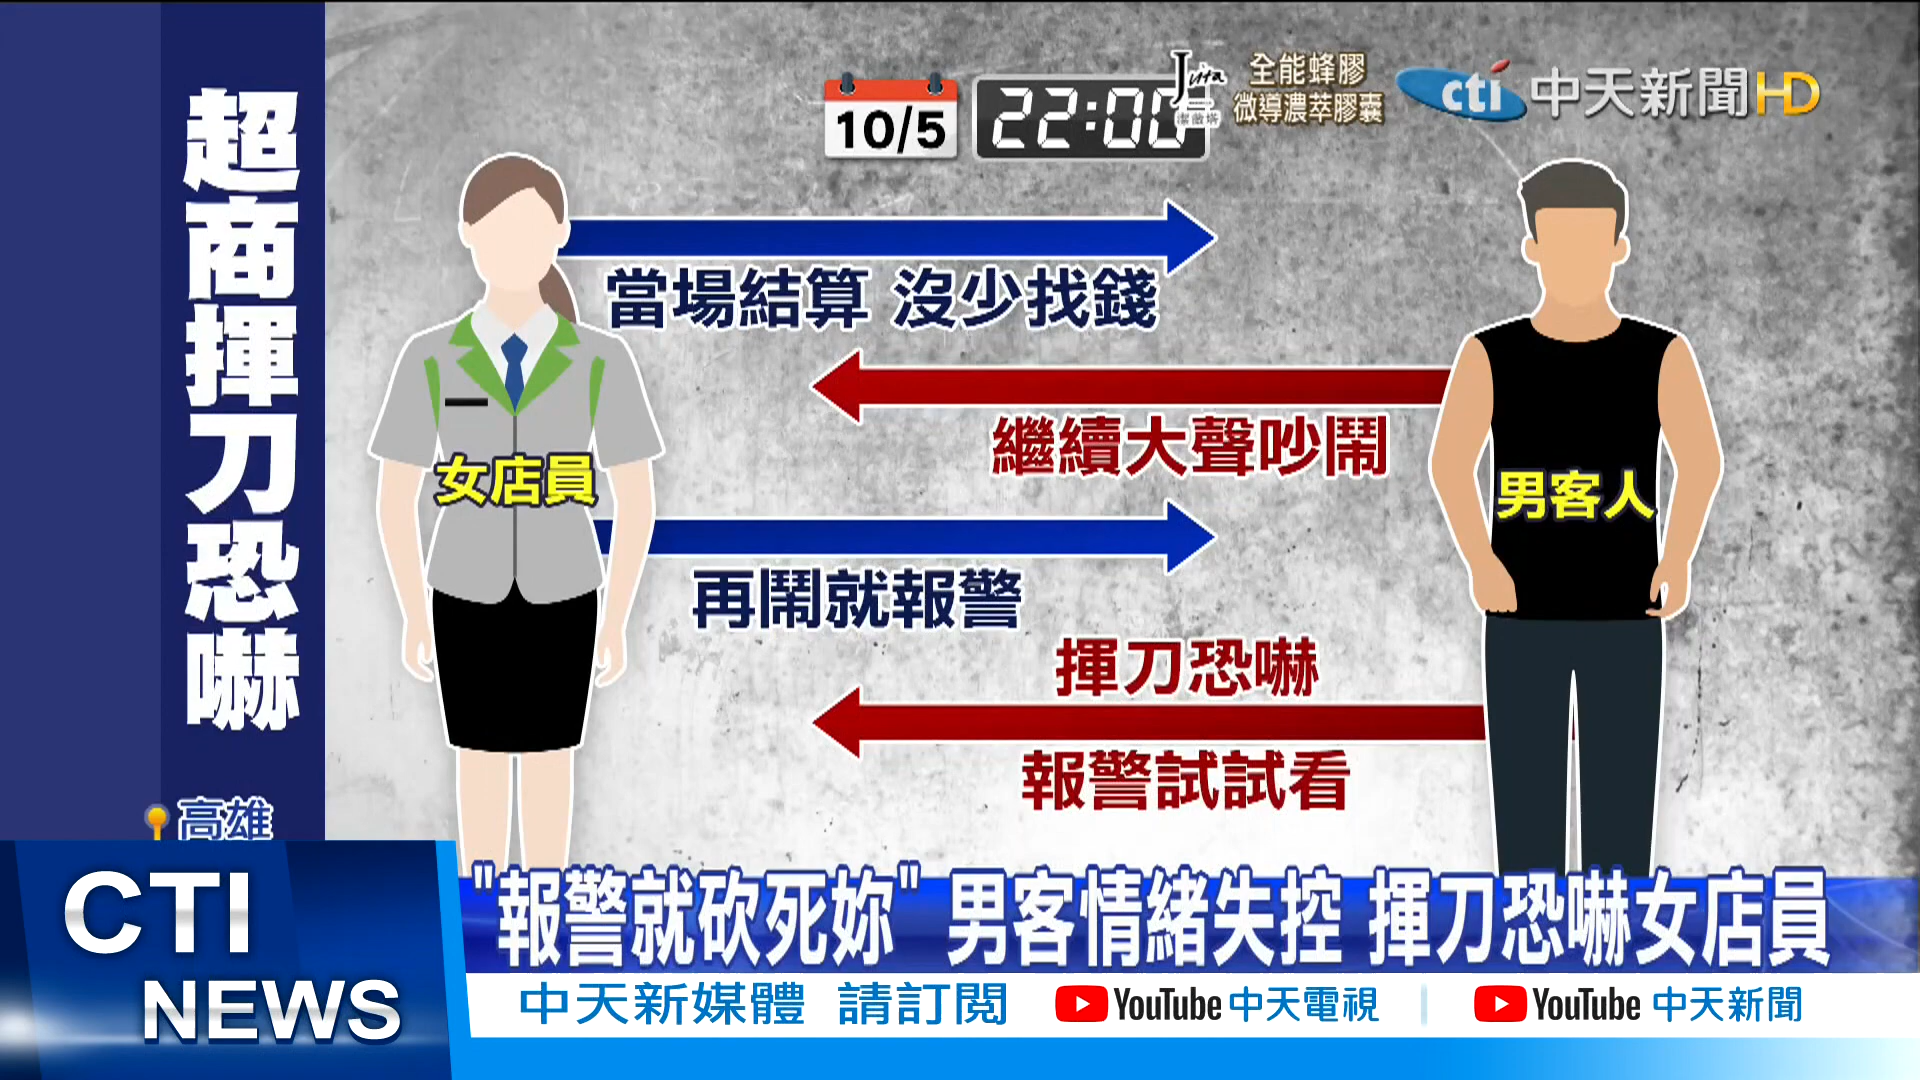 超商揮刀恐嚇
高雄
10/5
22:00
Juta
潔敵塔
全能蜂膠
微導濃萃膠囊
cti 中天新聞HD
當場結算 沒少找錢
繼續大聲吵鬧
女店員
男客人
再鬧就報警
揮刀恐嚇
報警試試看
CTI
NEWS
"報警就砍死妳" 男客情緒失控 揮刀恐嚇女店員
中天新媒體 請訂閱 YouTube 中天電視 | YouTube 中天新聞